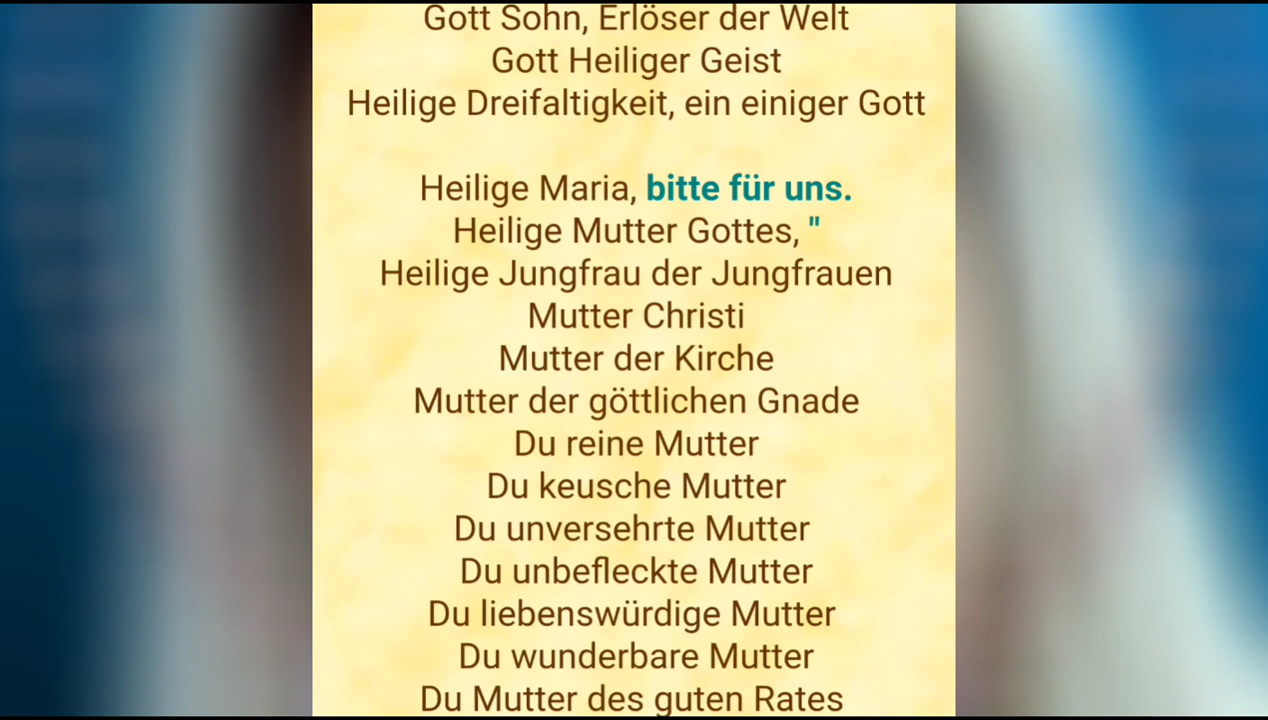 Gott Sohn, Erlöser der Welt
Gott Heiliger Geist
Heilige Dreifaltigkeit, ein einiger Gott
Heilige Maria, bitte für uns.
Heilige Mutter Gottes, "
Heilige Jungfrau der Jungfrauen
Mutter Christi
Mutter der Kirche
Mutter der göttlichen Gnade
Du reine Mutter
Du keusche Mutter
Du unversehrte Mutter
Du unbefleckte Mutter
Du liebenswürdige Mutter
Du wunderbare Mutter
Du Mutter des guten Rates